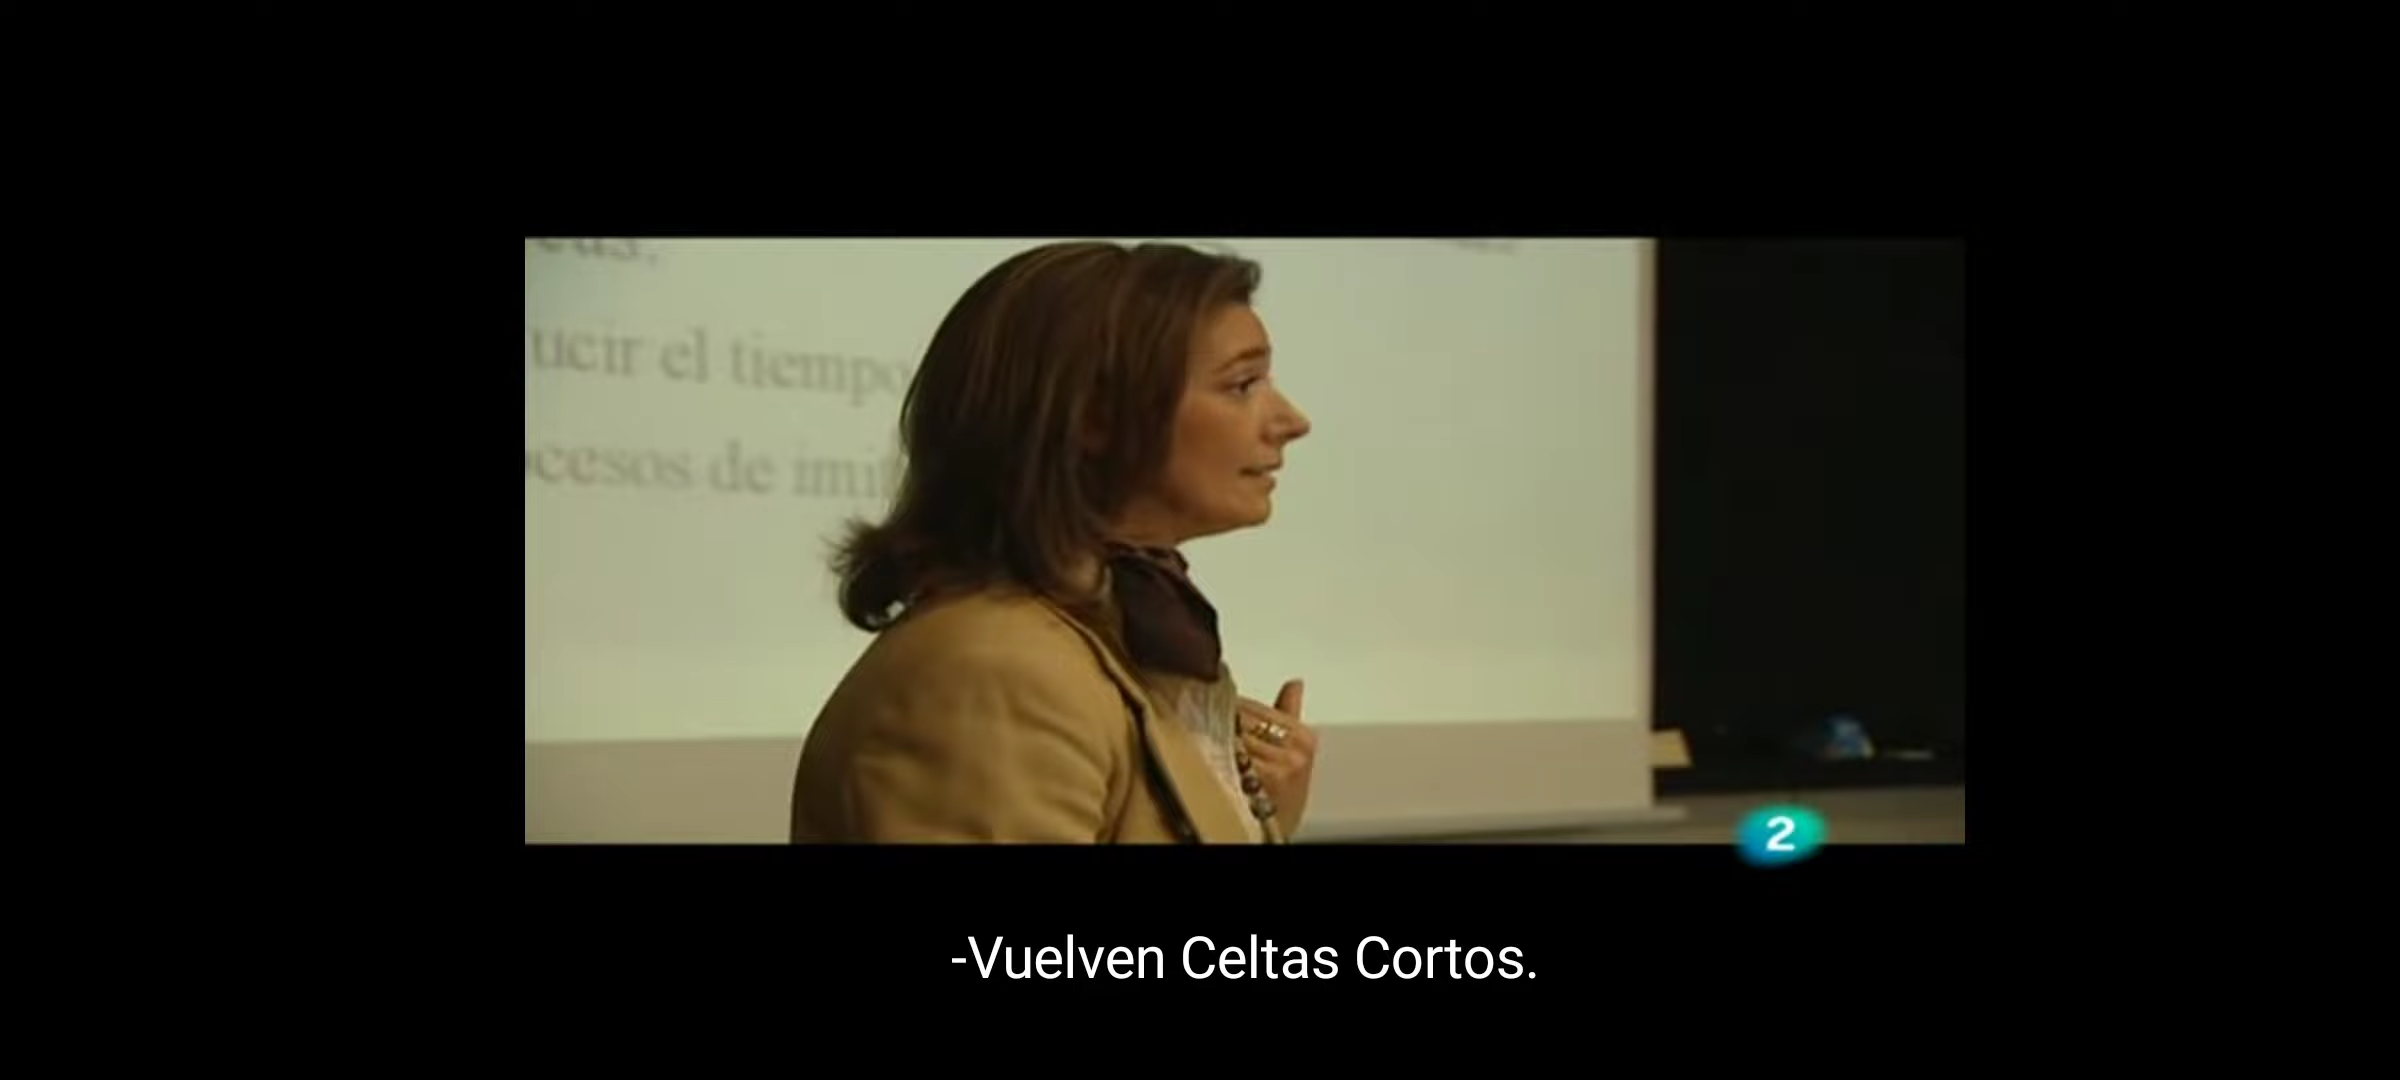 ucir el tiempo
cesos de imi
2
-Vuelven Celtas Cortos.